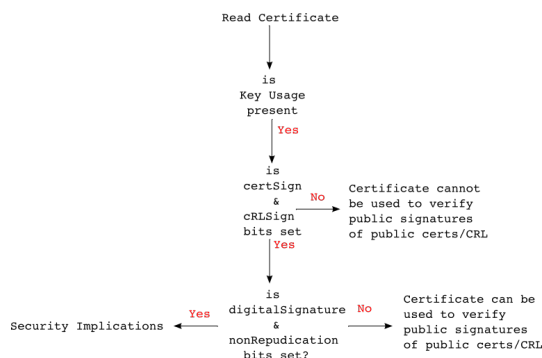 Read Certificate
is
Key Usage
present
Yes
is
certSign
&
cRLSign
bits set
No
Certificate cannot
be used to verify
public signatures
of public certs/CRL
Yes
is
digitalSignature
&
nonRepudication
bits set?
Yes
Security Implications
No
Certificate can be
used to verify
public signatures
of public certs/CRL